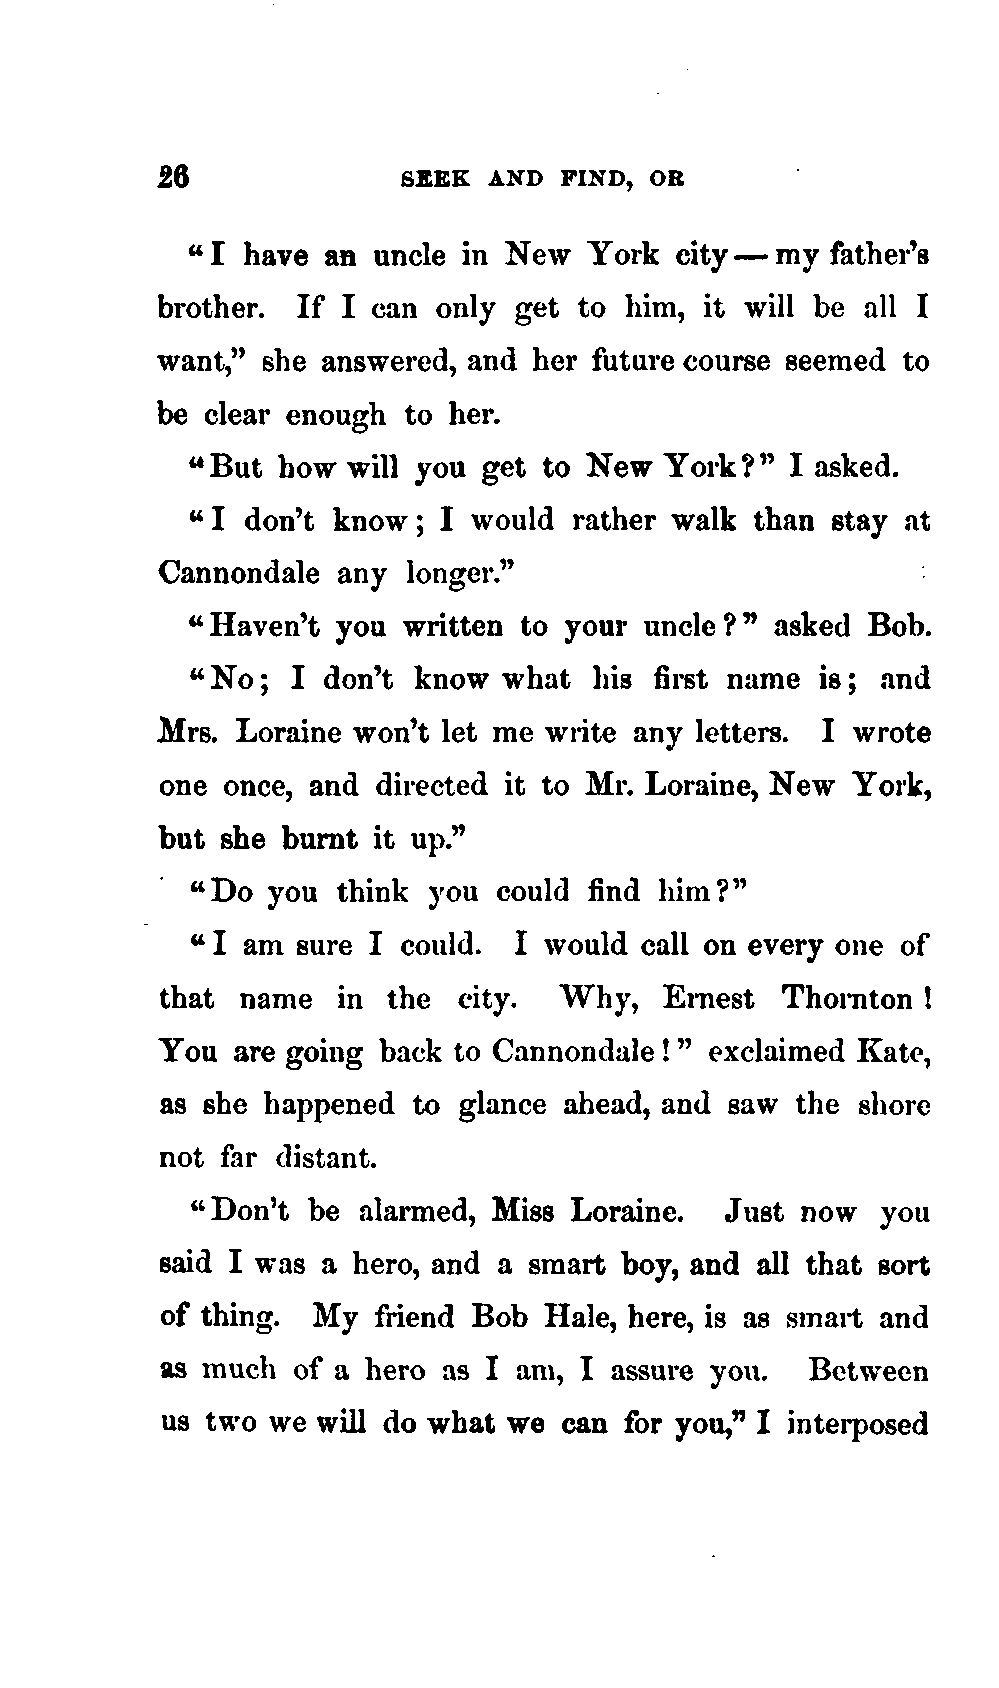 26 SEEK AND FIND, OR
“I have an uncle in New York city — my father’s
brother. If I can only get to him, it will be all I
want,” she answered, and her future course seemed to
be clear enough to her.
“But how will you get to New York?” I asked.
“I don’t know; I would rather walk than stay at
Cannondale any longer.”
“Haven’t you written to your uncle?” asked Bob.
“No; I don’t know what his first name is; and
Mrs. Loraine won’t let me write any letters. I wrote
one once, and directed it to Mr. Loraine, New York,
but she burnt it up.”
“Do you think you could find him?”
“I am sure I could. I would call on every one of
that name in the city. Why, Ernest Thornton!
You are going back to Cannondale!” exclaimed Kate,
as she happened to glance ahead, and saw the shore
not far distant.
“Don’t be alarmed, Miss Loraine. Just now you
said I was a hero, and a smart boy, and all that sort
of thing. My friend Bob Hale, here, is as smart and
as much of a hero as I am, I assure you. Between
us two we will do what we can for you,” I interposed